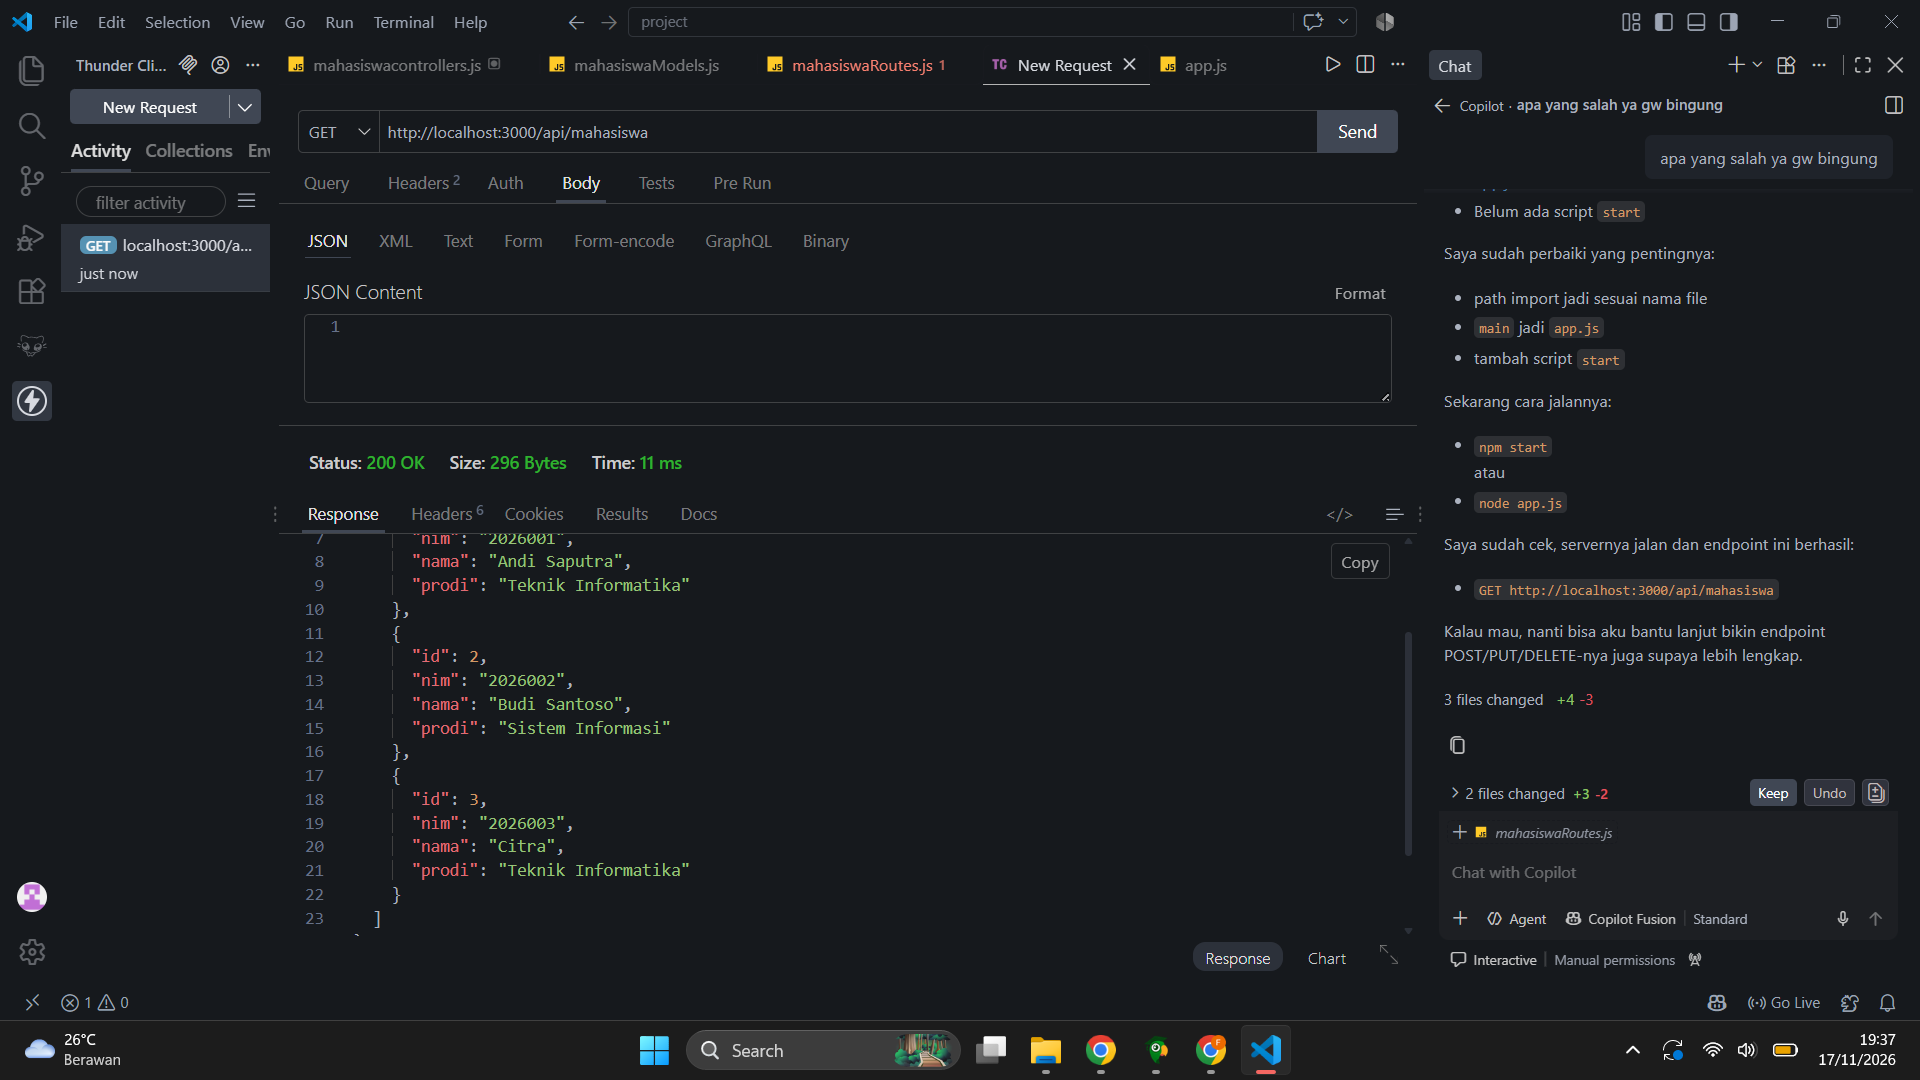 File Edit Selection View Go Run Terminal Help
project
Thunder Cli...
mahasiswacontrollers.js
mahasiswaModels.js
mahasiswaRoutes.js 1
TC New Request
app.js
New Request
Activity Collections Env
filter activity
GET localhost:3000/a...
just now
GET
http://localhost:3000/api/mahasiswa
Send
Query Headers 2 Auth Body Tests Pre Run
JSON XML Text Form Form-encode GraphQL Binary
JSON Content
Format
1
Status: 200 OK Size: 296 Bytes Time: 11 ms
Response Headers 6 Cookies Results Docs
</>
Copy
7 "nim": "2026001",
8 "nama": "Andi Saputra",
9 "prodi": "Teknik Informatika"
10 },
11 {
12 "id": 2,
13 "nim": "2026002",
14 "nama": "Budi Santoso",
15 "prodi": "Sistem Informasi"
16 },
17 {
18 "id": 3,
19 "nim": "2026003",
20 "nama": "Citra",
21 "prodi": "Teknik Informatika"
22 }
23 ]
Response Chart
Chat
Copilot · apa yang salah ya gw bingung
apa yang salah ya gw bingung
• Belum ada script start
Saya sudah perbaiki yang pentingnya:
• path import jadi sesuai nama file
• main jadi app.js
• tambah script start
Sekarang cara jalannya:
• npm start
atau
• node app.js
Saya sudah cek, servernya jalan dan endpoint ini berhasil:
• GET http://localhost:3000/api/mahasiswa
Kalau mau, nanti bisa aku bantu lanjut bikin endpoint
POST/PUT/DELETE-nya juga supaya lebih lengkap.
3 files changed +4 -3
2 files changed +3 -2
Keep Undo
mahasiswaRoutes.js
Chat with Copilot
Agent Copilot Fusion Standard
Interactive Manual permissions
1 0
Go Live
26°C
Berawan
Search
19:37
17/11/2026